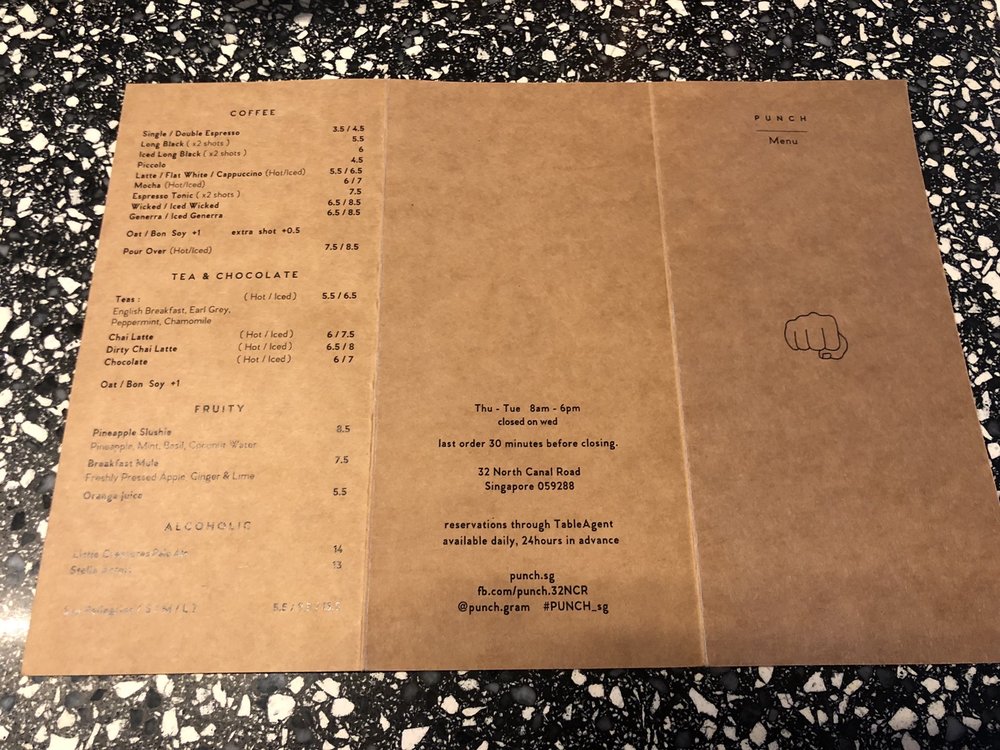 COFFEE
Single / Double Espresso 3.5 / 4.5
Long Black ( x2 shots ) 5.5
Iced Long Black ( x2 shots ) 6
Piccolo 4.5
Latte / Flat White / Cappuccino (Hot/Iced) 5.5 / 6.5
Mocha (Hot/Iced) 6 / 7
Espresso Tonic ( x2 shots ) 7.5
Wicked / Iced Wicked 6.5 / 8.5
Generra / Iced Generra 6.5 / 8.5
Oat / Bon Soy +1 extra shot +0.5
Pour Over (Hot/Iced) 7.5 / 8.5
TEA & CHOCOLATE
Teas : ( Hot / Iced ) 5.5 / 6.5
English Breakfast, Earl Grey,
Peppermint, Chamomile
Chai Latte ( Hot / Iced ) 6 / 7.5
Dirty Chai Latte ( Hot / Iced ) 6.5 / 8
Chocolate ( Hot / Iced ) 6 / 7
Oat / Bon Soy +1
FRUITY
Pineapple Slushie 8.5
Pineapple, Mint, Basil, Coconut Water
Breakfast Mule 7.5
Freshly Pressed Apple, Ginger & Lime
Orange juice 5.5
ALCOHOLIC
Little Creatures Pale Ale 14
Stella Artois 13
( S / M / L ) 5.5 /
Thu - Tue 8am - 6pm
closed on wed
last order 30 minutes before closing.
32 North Canal Road
Singapore 059288
reservations through TableAgent
available daily, 24hours in advance
punch.sg
fb.com/punch.32NCR
@punch.gram #PUNCH_sg
PUNCH
Menu